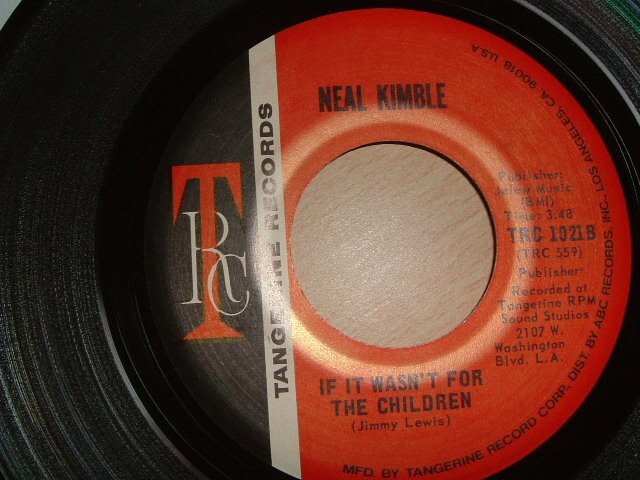 NEAL KIMBLE
TANGERINE RECORDS
TRC
Publisher:
Jalew Music
(BMI)
Time: 3:48
TRC 1021B
(TRC 559)
Publisher:
Recorded at
Tangerine RPM
Sound Studios
2107 W.
Washington
Blvd. L.A.
IF IT WASN'T FOR
THE CHILDREN
(Jimmy Lewis)
MFD. BY TANGERINE RECORD CORP. DIST. BY ABC RECORDS, INC., LOS ANGELES, CA 90018 U.S.A